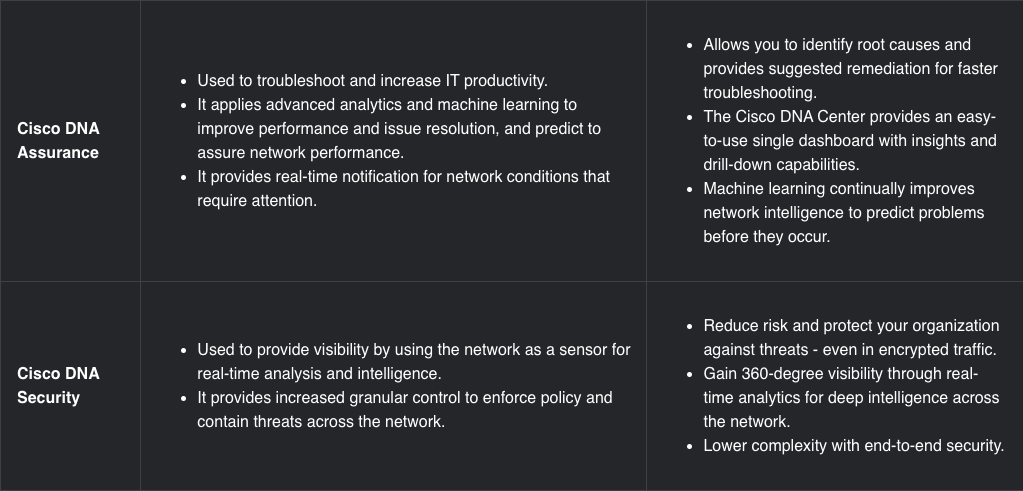 Cisco DNA
Assurance
• Used to troubleshoot and increase IT productivity.
• It applies advanced analytics and machine learning to
improve performance and issue resolution, and predict to
assure network performance.
• It provides real-time notification for network conditions that
require attention.
• Allows you to identify root causes and
provides suggested remediation for faster
troubleshooting.
• The Cisco DNA Center provides an easy-
to-use single dashboard with insights and
drill-down capabilities.
• Machine learning continually improves
network intelligence to predict problems
before they occur.
Cisco DNA
Security
• Used to provide visibility by using the network as a sensor for
real-time analysis and intelligence.
• It provides increased granular control to enforce policy and
contain threats across the network.
• Reduce risk and protect your organization
against threats - even in encrypted traffic.
• Gain 360-degree visibility through real-
time analytics for deep intelligence across
the network.
• Lower complexity with end-to-end security.